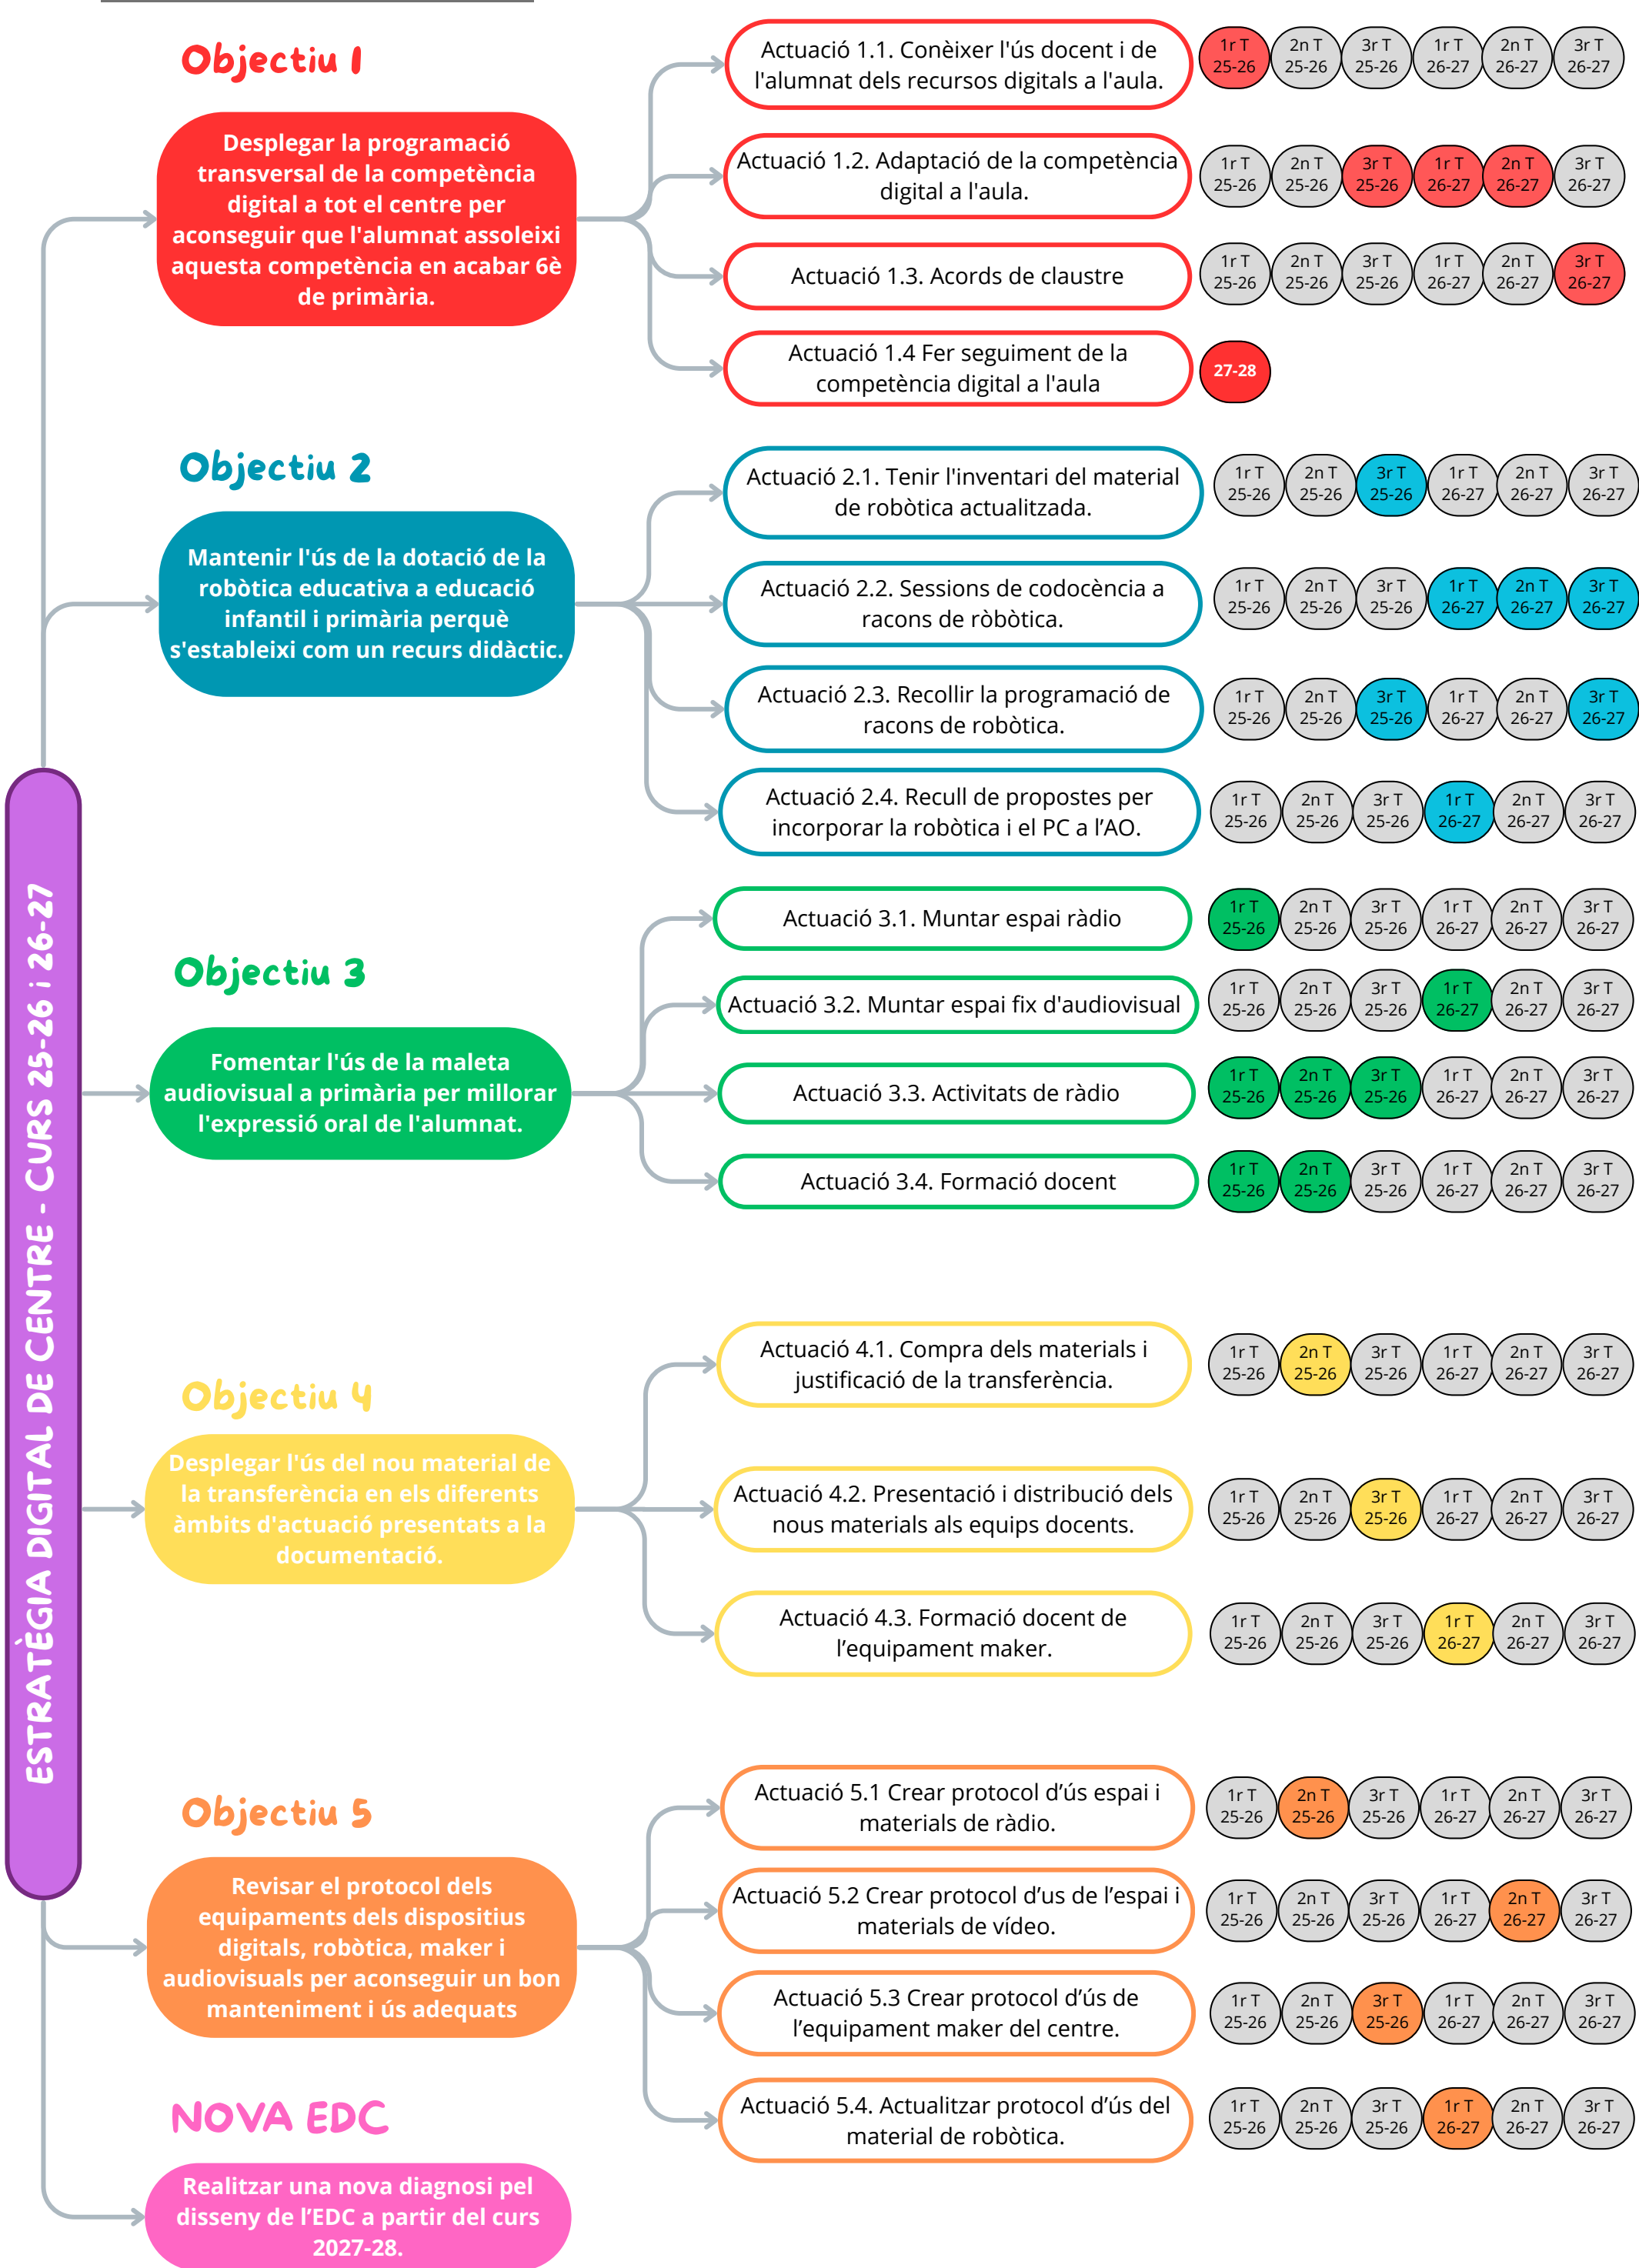 ESTRATÈGIA DIGITAL DE CENTRE - CURS 25-26 i 26-27
Objectiu 1
Desplegar la programació
transversal de la competència
digital a tot el centre per
aconseguir que l'alumnat assoleixi
aquesta competència en acabar 6è
de primària.
Actuació 1.1. Conèixer l'ús docent i de
l'alumnat dels recursos digitals a l'aula.
1r T 2n T 3r T 1r T 2n T 3r T
25-26 25-26 25-26 26-27 26-27 26-27
Actuació 1.2. Adaptació de la competència
digital a l'aula.
1r T 2n T 3r T 1r T 2n T 3r T
25-26 25-26 25-26 26-27 26-27 26-27
Actuació 1.3. Acords de claustre
1r T 2n T 3r T 1r T 2n T 3r T
25-26 25-26 25-26 26-27 26-27 26-27
Actuació 1.4 Fer seguiment de la
competència digital a l'aula
27-28
Objectiu 2
Mantenir l'ús de la dotació de la
robòtica educativa a educació
infantil i primària perquè
s'estableixi com un recurs didàctic.
Actuació 2.1. Tenir l'inventari del material
de robòtica actualitzada.
1r T 2n T 3r T 1r T 2n T 3r T
25-26 25-26 25-26 26-27 26-27 26-27
Actuació 2.2. Sessions de codocència a
racons de ròbòtica.
1r T 2n T 3r T 1r T 2n T 3r T
25-26 25-26 25-26 26-27 26-27 26-27
Actuació 2.3. Recollir la programació de
racons de robòtica.
1r T 2n T 3r T 1r T 2n T 3r T
25-26 25-26 25-26 26-27 26-27 26-27
Actuació 2.4. Recull de propostes per
incorporar la robòtica i el PC a l’AO.
1r T 2n T 3r T 1r T 2n T 3r T
25-26 25-26 25-26 26-27 26-27 26-27
Objectiu 3
Fomentar l'ús de la maleta
audiovisual a primària per millorar
l'expressió oral de l'alumnat.
Actuació 3.1. Muntar espai ràdio
1r T 2n T 3r T 1r T 2n T 3r T
25-26 25-26 25-26 26-27 26-27 26-27
Actuació 3.2. Muntar espai fix d'audiovisual
1r T 2n T 3r T 1r T 2n T 3r T
25-26 25-26 25-26 26-27 26-27 26-27
Actuació 3.3. Activitats de ràdio
1r T 2n T 3r T 1r T 2n T 3r T
25-26 25-26 25-26 26-27 26-27 26-27
Actuació 3.4. Formació docent
1r T 2n T 3r T 1r T 2n T 3r T
25-26 25-26 25-26 26-27 26-27 26-27
Objectiu 4
Desplegar l'ús del nou material de
la transferència en els diferents
àmbits d'actuació presentats a la
documentació.
Actuació 4.1. Compra dels materials i
justificació de la transferència.
1r T 2n T 3r T 1r T 2n T 3r T
25-26 25-26 25-26 26-27 26-27 26-27
Actuació 4.2. Presentació i distribució dels
nous materials als equips docents.
1r T 2n T 3r T 1r T 2n T 3r T
25-26 25-26 25-26 26-27 26-27 26-27
Actuació 4.3. Formació docent de
l’equipament maker.
1r T 2n T 3r T 1r T 2n T 3r T
25-26 25-26 25-26 26-27 26-27 26-27
Objectiu 5
Revisar el protocol dels
equipaments dels dispositius
digitals, robòtica, maker i
audiovisuals per aconseguir un bon
manteniment i ús adequats
Actuació 5.1 Crear protocol d’ús espai i
materials de ràdio.
1r T 2n T 3r T 1r T 2n T 3r T
25-26 25-26 25-26 26-27 26-27 26-27
Actuació 5.2 Crear protocol d’us de l’espai i
materials de vídeo.
1r T 2n T 3r T 1r T 2n T 3r T
25-26 25-26 25-26 26-27 26-27 26-27
Actuació 5.3 Crear protocol d’ús de
l’equipament maker del centre.
1r T 2n T 3r T 1r T 2n T 3r T
25-26 25-26 25-26 26-27 26-27 26-27
Actuació 5.4. Actualitzar protocol d’ús del
material de robòtica.
1r T 2n T 3r T 1r T 2n T 3r T
25-26 25-26 25-26 26-27 26-27 26-27
NOVA EDC
Realitzar una nova diagnosi pel
disseny de l’EDC a partir del curs
2027-28.